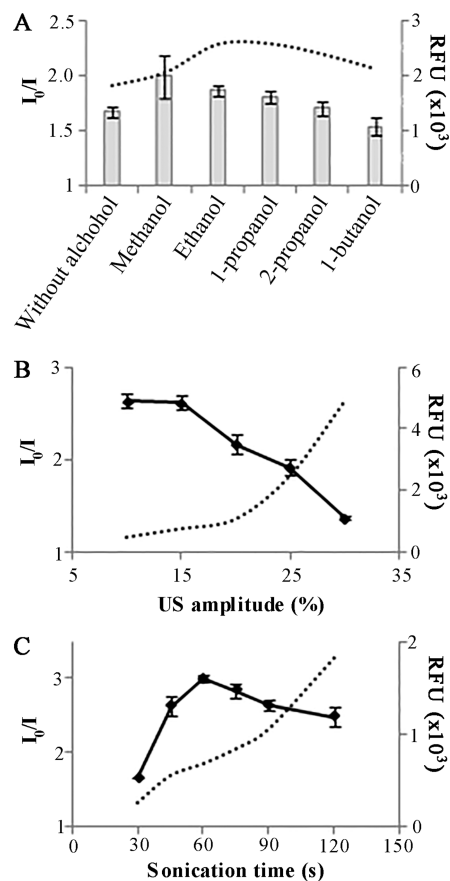 A
I0/I
2.5
2.0
1.5
1
3
2
1
0
RFU (x10³)
Without alchohol
Methanol
Ethanol
1-propanol
2-propanol
1-butanol
B
I0/I
3
2
1
6
4
2
0
RFU (x10³)
5
15
25
35
US amplitude (%)
C
I0/I
3
2
1
2
1
0
RFU (x10³)
0
30
60
90
120
150
Sonication time (s)